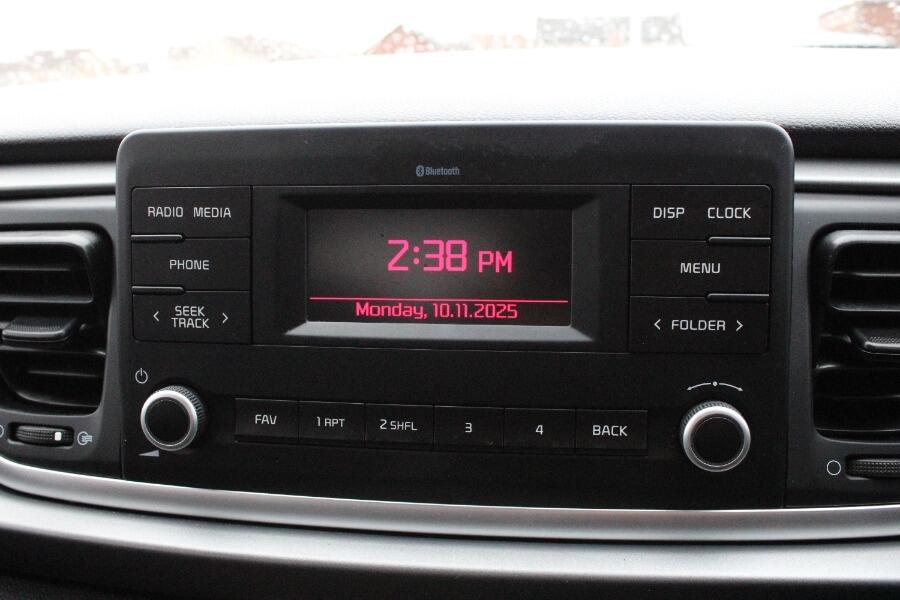 Bluetooth
RADIO MEDIA
DISP CLOCK
2:38 PM
PHONE
MENU
Monday, 10.11.2025
< SEEK TRACK >
< FOLDER >
FAV
1 RPT
2 SHFL
3
4
BACK